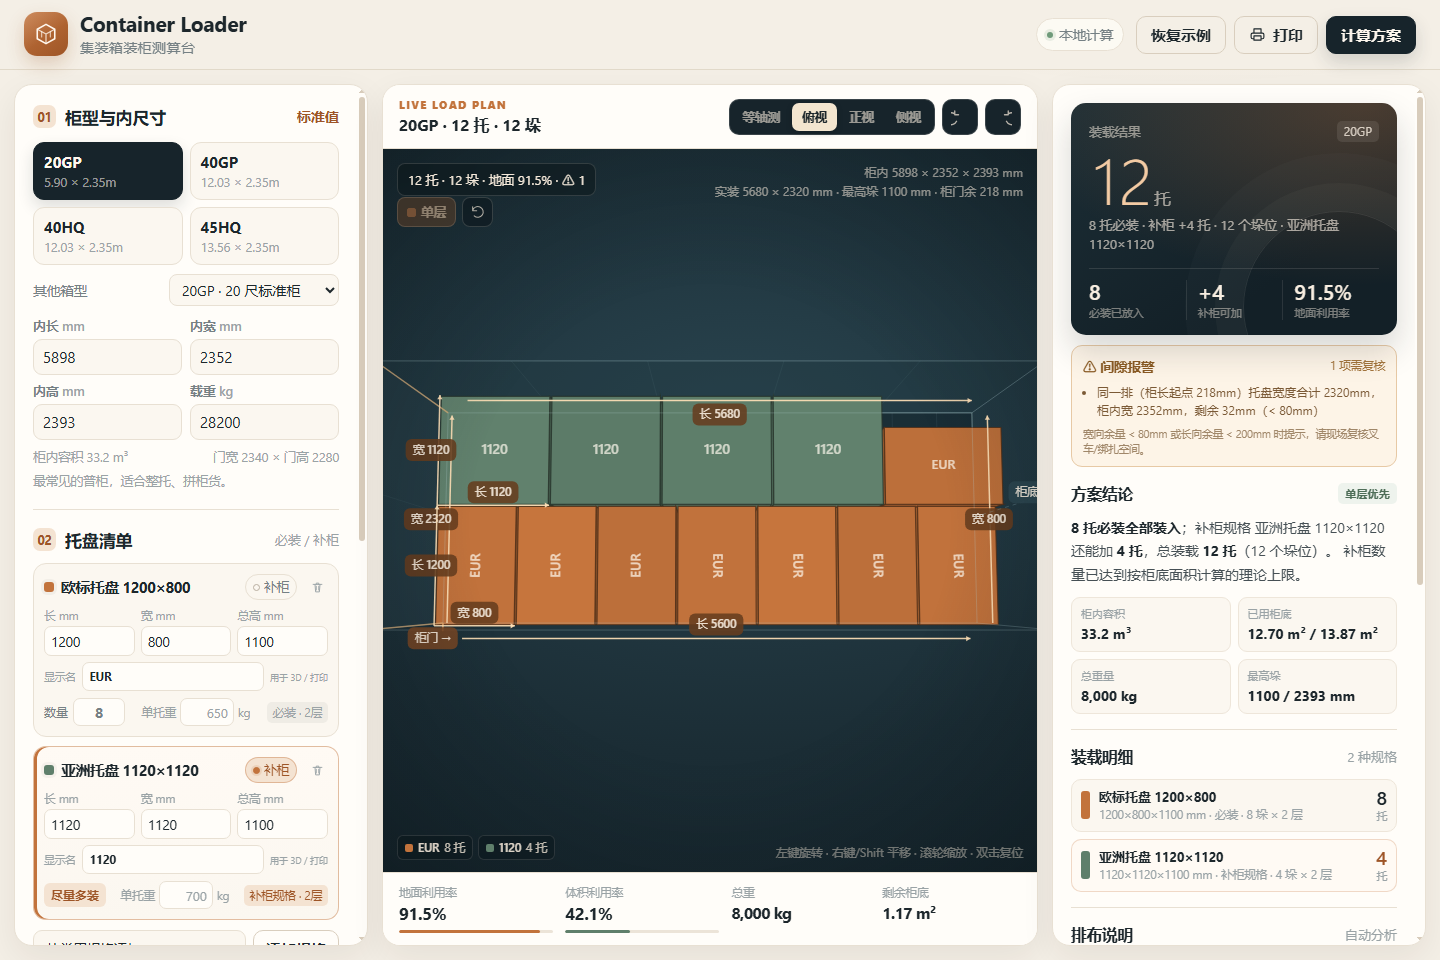 Container Loader
集装箱装柜测算台
本地计算
恢复示例
打印
计算方案
01 柜型与内尺寸
标准值
20GP
5.90 × 2.35m
40GP
12.03 × 2.35m
40HQ
12.03 × 2.35m
45HQ
13.56 × 2.35m
其他箱型
20GP · 20 尺标准柜
内长 mm
内宽 mm
5898
2352
内高 mm
载重 kg
2393
28200
柜内容积 33.2 m³
门宽 2340 × 门高 2280
最常见的普柜，适合整托、拼柜货。
02 托盘清单
必装 / 补柜
欧标托盘 1200×800
补柜
长 mm
宽 mm
总高 mm
1200
800
1100
显示名
EUR
用于 3D / 打印
数量
8
单托重
650
kg
必装 · 2层
亚洲托盘 1120×1120
补柜
长 mm
宽 mm
总高 mm
1120
1120
1100
显示名
1120
用于 3D / 打印
尽量多装
单托重
700
kg
补柜规格 · 2层
LIVE LOAD PLAN
20GP · 12 托 · 12 垛
等轴测
俯视
正视
侧视
12 托 · 12 垛 · 地面 91.5% · ⚠ 1
单层
柜内 5898 × 2352 × 2393 mm
实装 5680 × 2320 mm · 最高垛 1100 mm · 柜门余 218 mm
长 5680
宽 1120
1120
1120
1120
1120
EUR
长 1120
柜底
宽 2320
宽 800
长 1200
EUR
EUR
EUR
EUR
EUR
EUR
EUR
宽 800
长 5600
柜门 →
EUR 8 托
1120 4 托
左键旋转 · 右键/Shift 平移 · 滚轮缩放 · 双击复位
地面利用率
91.5%
体积利用率
42.1%
总重
8,000 kg
剩余柜底
1.17 m²
装载结果
20GP
12 托
8 托必装 · 补柜 +4 托 · 12 个垛位 · 亚洲托盘
1120×1120
8
必装已放入
+4
补柜可加
91.5%
地面利用率
间隙报警
1 项需复核
• 同一排（柜长起点 218mm）托盘宽度合计 2320mm，
柜内宽 2352mm，剩余 32mm（< 80mm）
宽向余量 < 80mm 或长向余量 < 200mm 时提示，请现场复核叉
车/绑扎空间。
方案结论
单层优先
8 托必装全部装入；补柜规格 亚洲托盘 1120×1120
还能加 4 托，总装载 12 托（12 个垛位）。 补柜数
量已达到按柜底面积计算的理论上限。
柜内容积
33.2 m³
已用柜底
12.70 m² / 13.87 m²
总重量
8,000 kg
最高垛
1100 / 2393 mm
装载明细
2 种规格
欧标托盘 1200×800
1200×800×1100 mm · 必装 · 8 垛 × 2 层
8
托
亚洲托盘 1120×1120
1120×1120×1100 mm · 补柜规格 · 4 垛 × 2 层
4
托
排布说明
自动分析